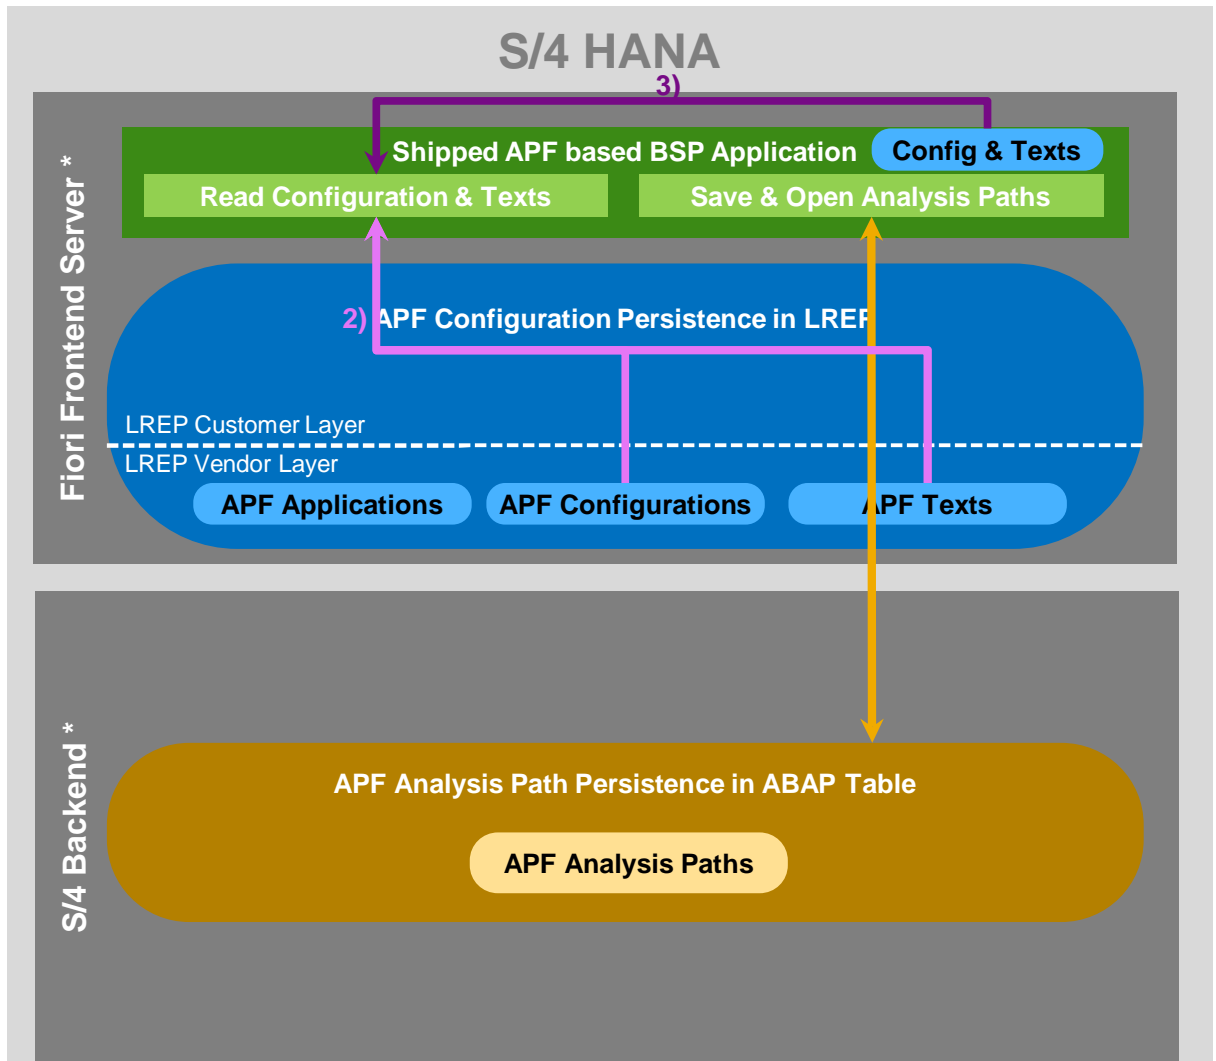 S/4 HANA
3)
Fiori Frontend Server *
Shipped APF based BSP Application
Config & Texts
Read Configuration & Texts
Save & Open Analysis Paths
2) APF Configuration Persistence in LREP
LREP Customer Layer
LREP Vendor Layer
APF Applications
APF Configurations
APF Texts
S/4 Backend *
APF Analysis Path Persistence in ABAP Table
APF Analysis Paths